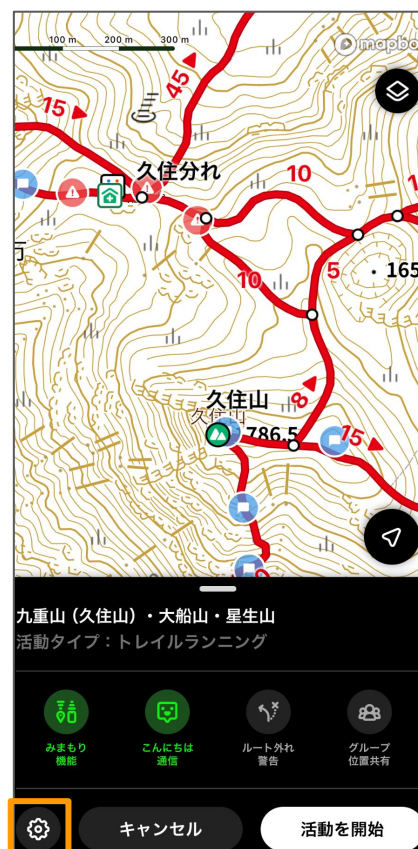 100 m 200 m 300 m
mapbo
15
45
久住分れ
10
10
5
165
久住山
久住山
786.5
8
15
九重山 (久住山) ・大船山・星生山
活動タイプ：トレイルランニング
みまもり
機能
こんにちは
通信
ルート外れ
警告
グループ
位置共有
キャンセル
活動を開始